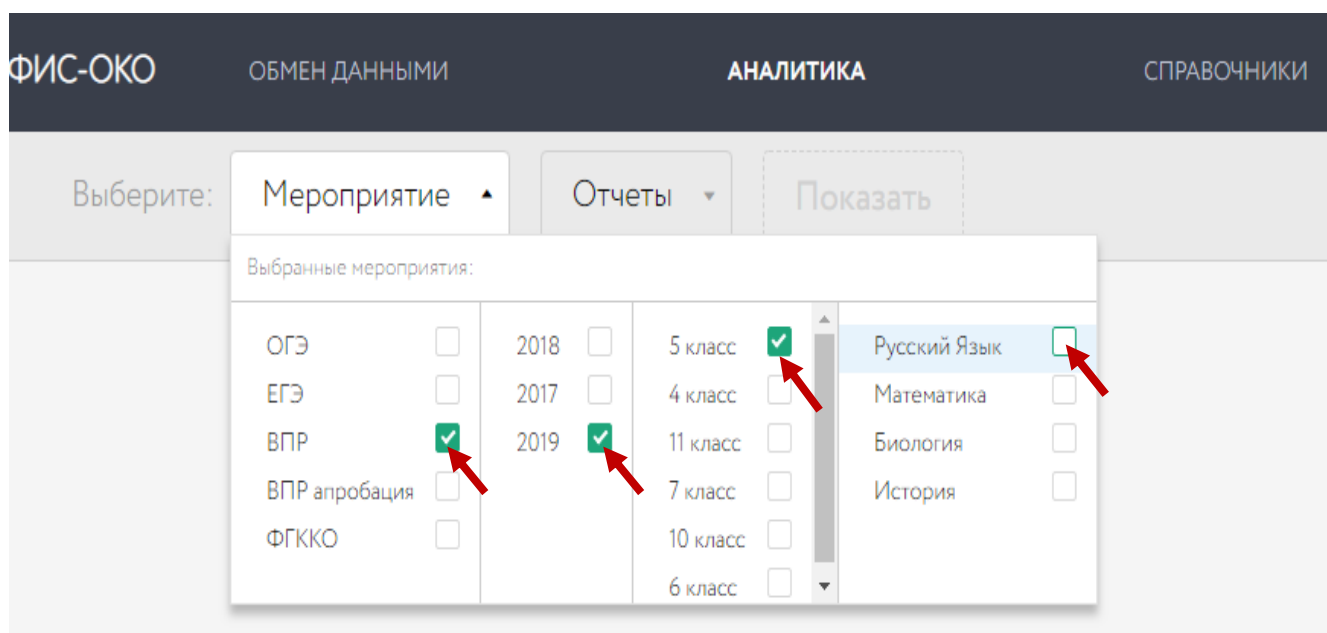 ФИС-ОКО ОБМЕН ДАННЫМИ АНАЛИТИКА СПРАВОЧНИКИ
Выберите: Мероприятие Отчеты Показать
Выбранные мероприятия:
ОГЭ 2018 5 класс Русский Язык
ЕГЭ 2017 4 класс Математика
ВПР 2019 11 класс Биология
ВПР апробация 7 класс История
ФГККО 10 класс
6 класс